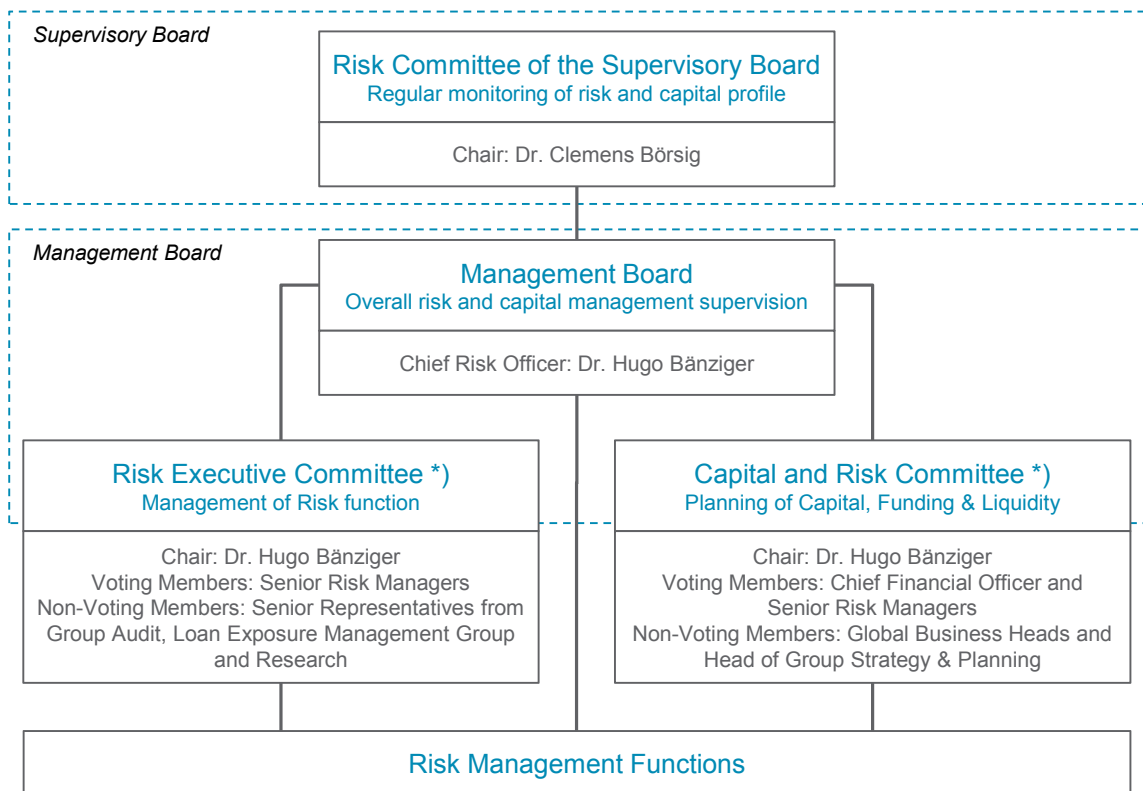 Supervisory Board
Risk Committee of the Supervisory Board
Regular monitoring of risk and capital profile
Chair: Dr. Clemens Börsig
Management Board
Management Board
Overall risk and capital management supervision
Chief Risk Officer: Dr. Hugo Bänziger
Risk Executive Committee *)
Management of Risk function
Chair: Dr. Hugo Bänziger
Voting Members: Senior Risk Managers
Non-Voting Members: Senior Representatives from
Group Audit, Loan Exposure Management Group
and Research
Capital and Risk Committee *)
Planning of Capital, Funding & Liquidity
Chair: Dr. Hugo Bänziger
Voting Members: Chief Financial Officer and
Senior Risk Managers
Non-Voting Members: Global Business Heads and
Head of Group Strategy & Planning
Risk Management Functions